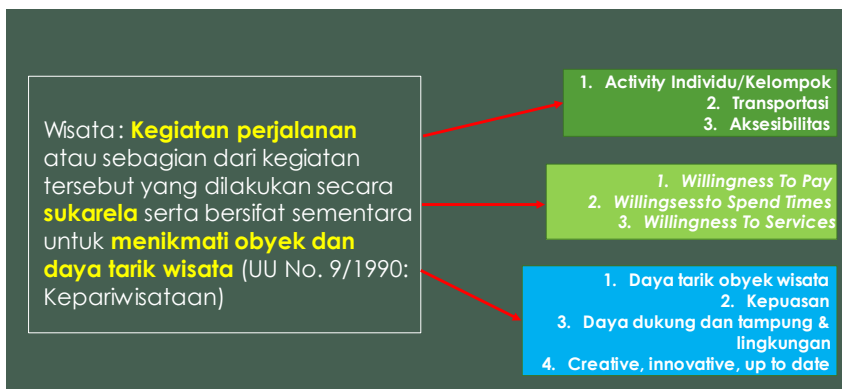 Wisata : Kegiatan perjalanan
atau sebagian dari kegiatan
tersebut yang dilakukan secara
sukarela serta bersifat sementara
untuk menikmati obyek dan
daya tarik wisata (UU No. 9/1990:
Kepariwisataan)
1. Activity Individu/Kelompok
2. Transportasi
3. Aksesibilitas
1. Willingness To Pay
2. Willingsessto Spend Times
3. Willingness To Services
1. Daya tarik obyek wisata
2. Kepuasan
3. Daya dukung dan tampung &
lingkungan
4. Creative, innovative, up to date